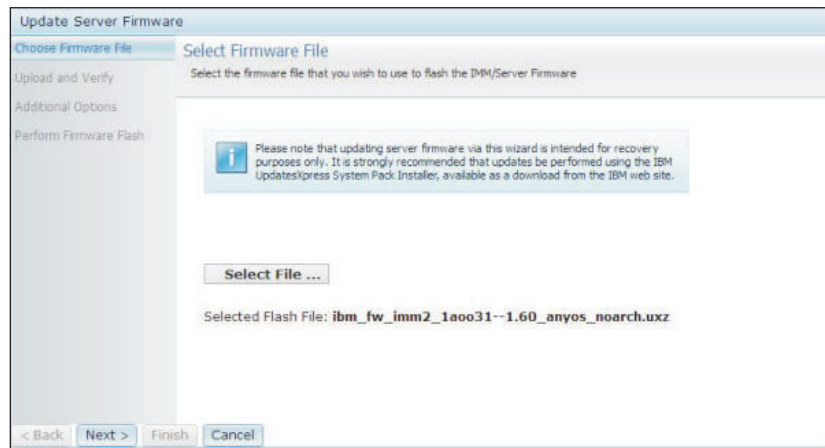 Update Server Firmware
Choose Firmware File
Upload and Verify
Additional Options
Perform Firmware Flash
Select Firmware File
Select the firmware file that you wish to use to flash the IMM/Server Firmware
Please note that updating server firmware via this wizard is intended for recovery
purposes only. It is strongly recommended that updates be performed using the IBM
UpdatesXpress System Pack Installer, available as a download from the IBM web site.
Select File ...
Selected Flash File: ibm_fw_imm2_1aoo31--1.60_anyos_noarch.uxz
< Back Next > Finish Cancel